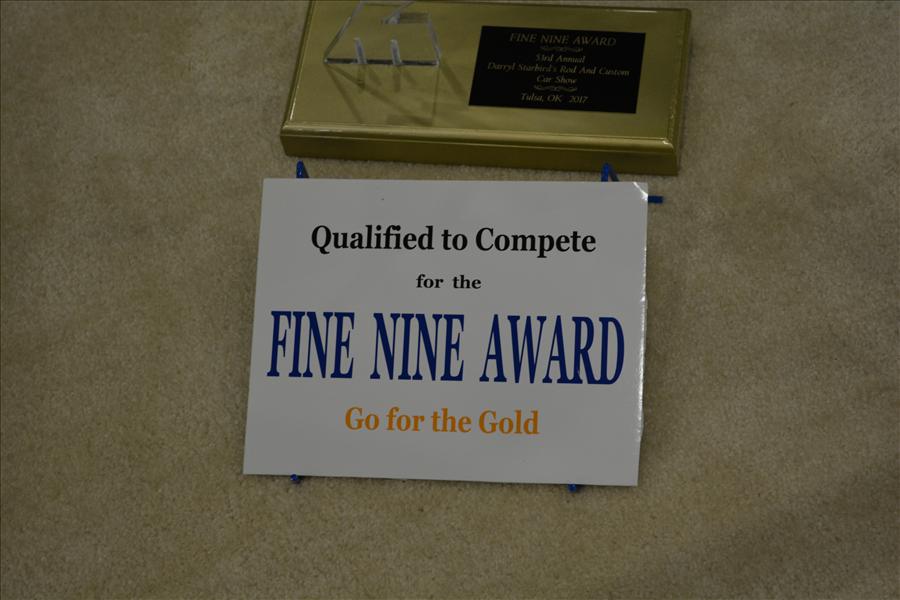 FINE NINE AWARD
53rd Annual
Darryl Starbird's Rod And Custom
Car Show
Tulsa, OK 2017
Qualified to Compete
for the
FINE NINE AWARD
Go for the Gold